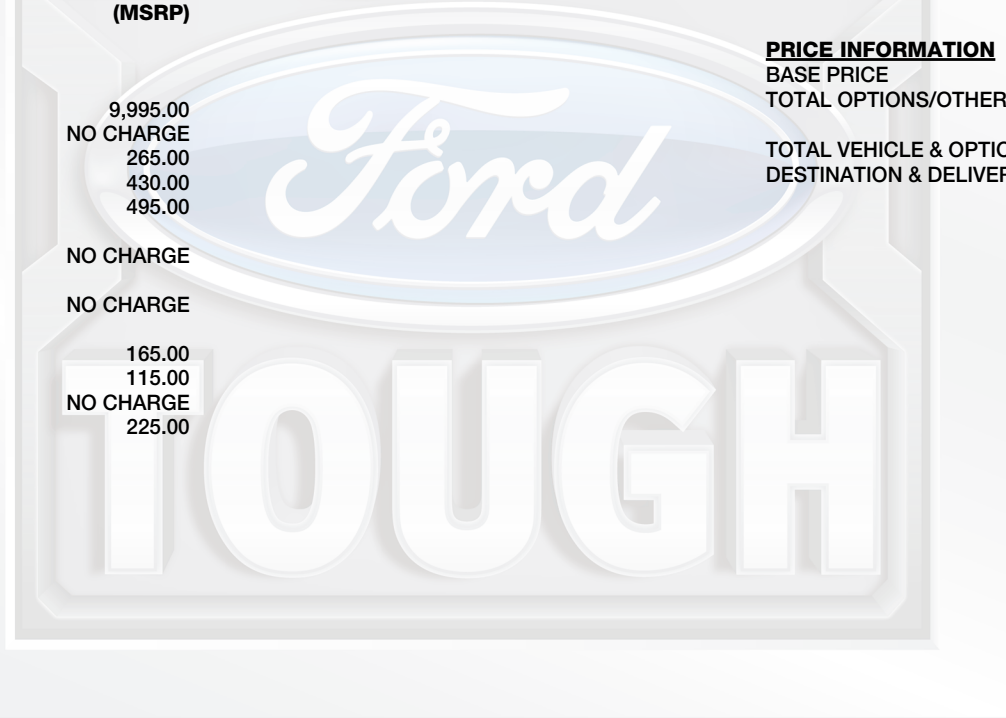 (MSRP)
9,995.00
NO CHARGE
265.00
430.00
495.00
NO CHARGE
NO CHARGE
165.00
115.00
NO CHARGE
225.00
PRICE INFORMATION
BASE PRICE
TOTAL OPTIONS/OTHER
TOTAL VEHICLE & OPTIO
DESTINATION & DELIVER
Ford
TOUGH